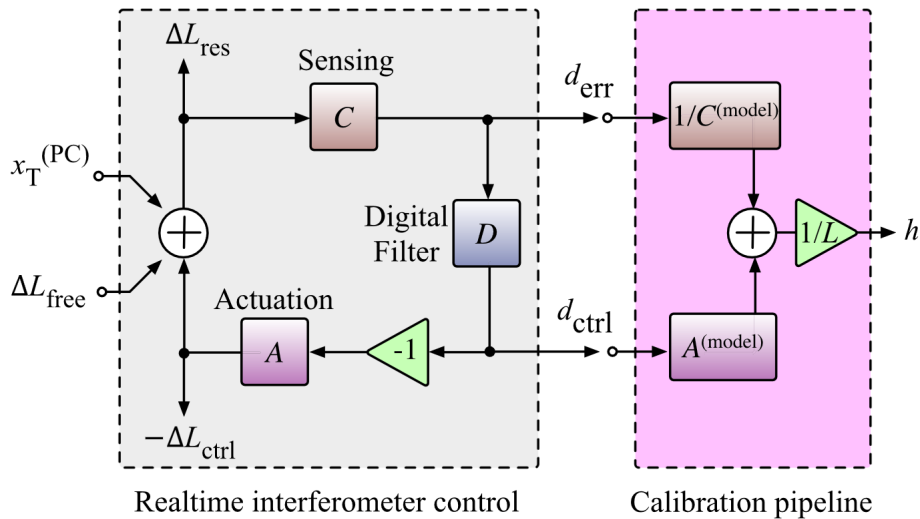 ΔL_res
Sensing
C
d_err
1/C^(model)
x_T^(PC)
Digital
Filter
D
1/L
h
ΔL_free
Actuation
A
-1
d_ctrl
A^(model)
−ΔL_ctrl
Realtime interferometer control
Calibration pipeline